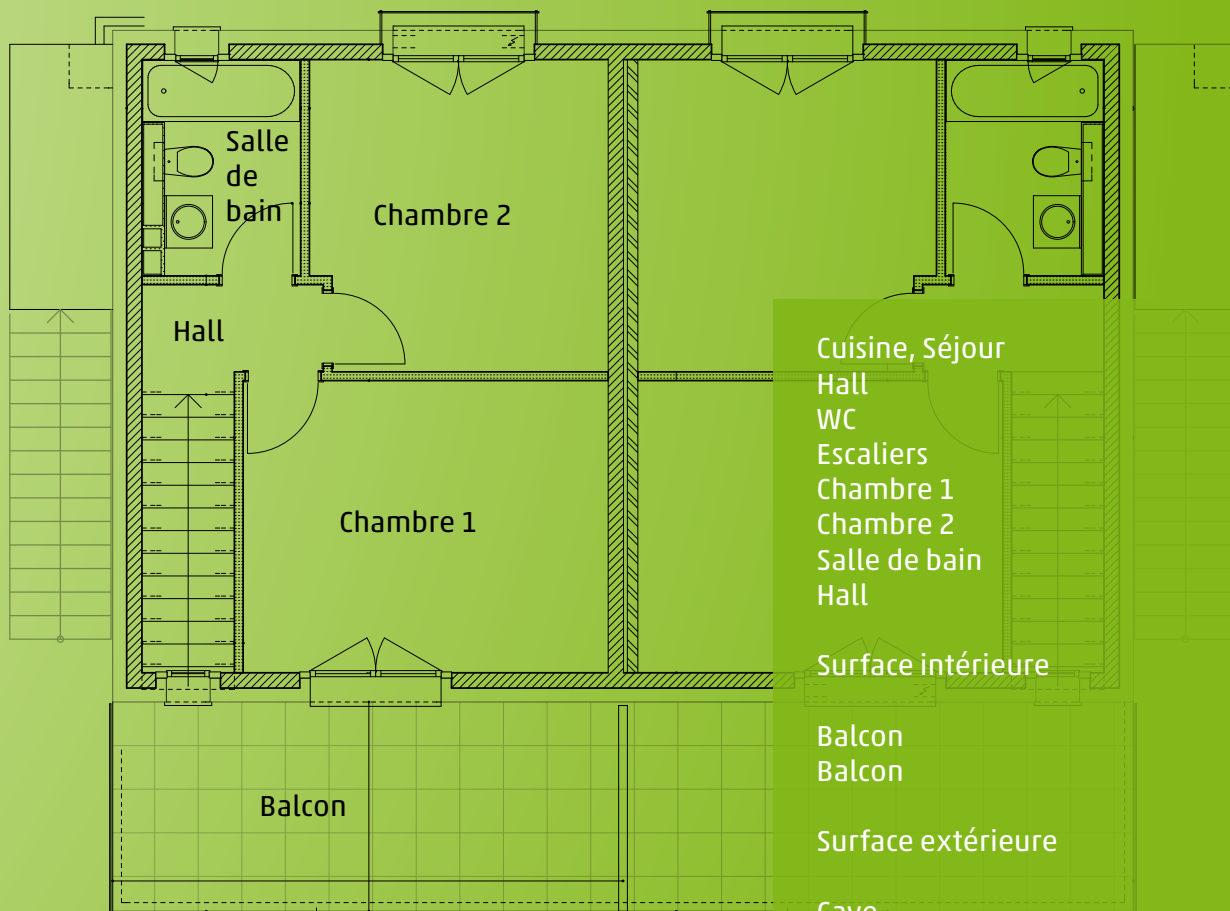 Salle
de
bain
Chambre 2
Hall
Chambre 1
Balcon
Cuisine, Séjour
Hall
WC
Escaliers
Chambre 1
Chambre 2
Salle de bain
Hall
Surface intérieure
Balcon
Balcon
Surface extérieure
Cave